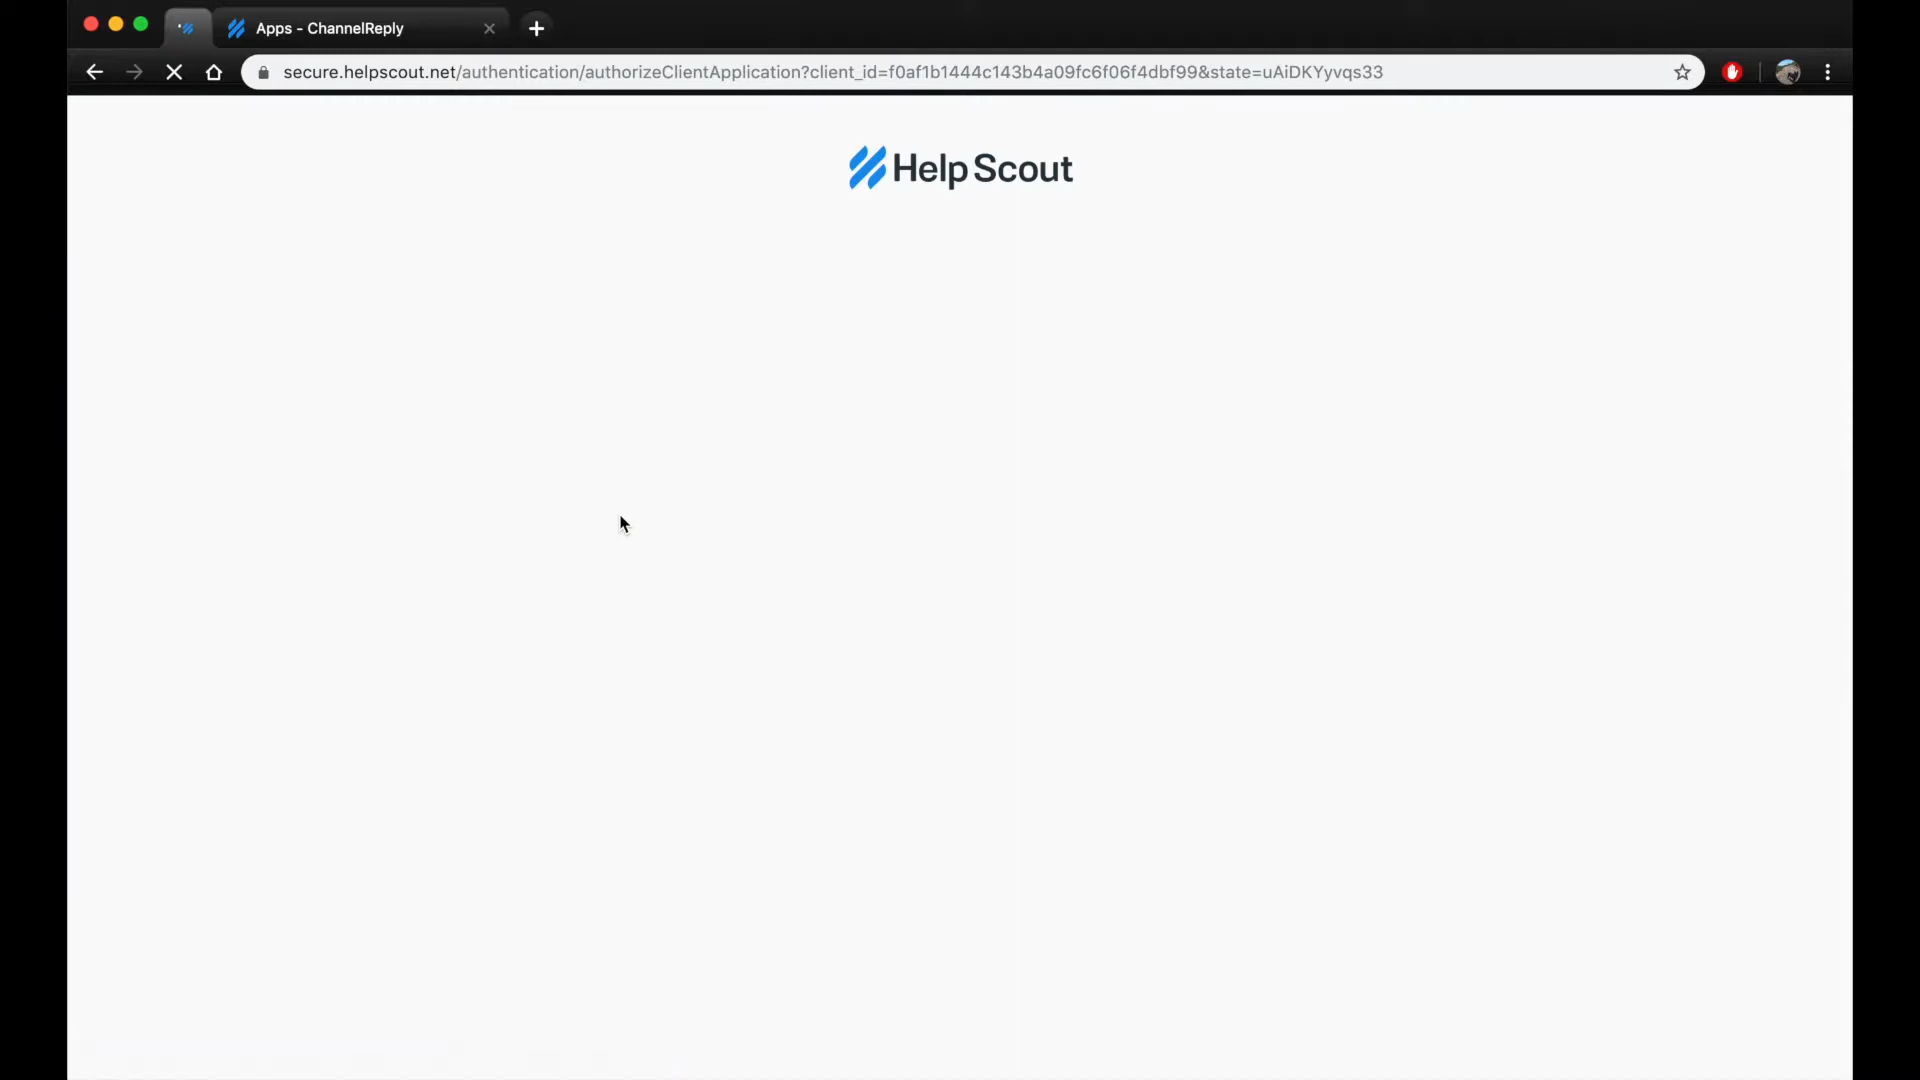 Apps - ChannelReply
secure.helpscout.net/authentication/authorizeClientApplication?client_id=f0af1b1444c143b4a09fc6f06f4dbf99&state=uAiDKYyvqs33
Help Scout